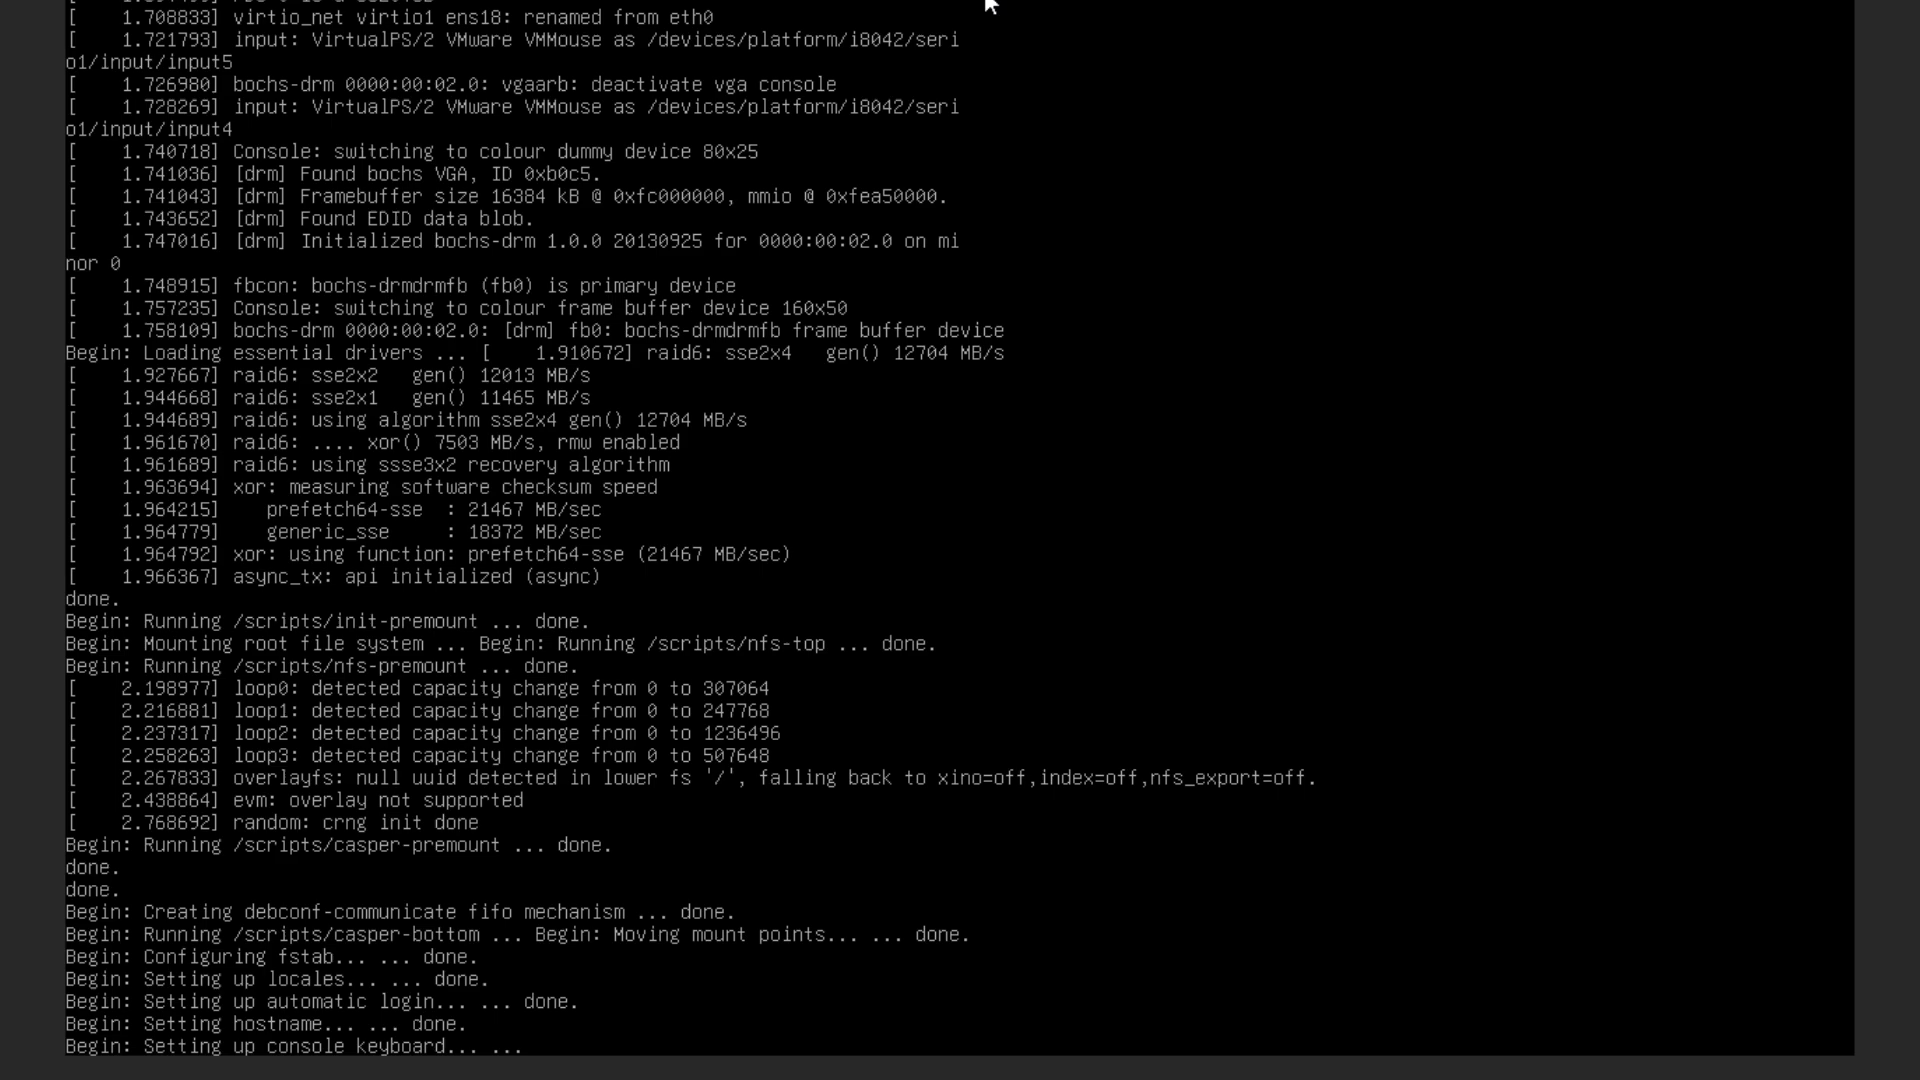 [    1.708833] virtio_net virtio1 ens18: renamed from eth0
[    1.721793] input: VirtualPS/2 VMware VMMouse as /devices/platform/i8042/seri
o1/input/input5
[    1.726980] bochs-drm 0000:00:02.0: vgaarb: deactivate vga console
[    1.728269] input: VirtualPS/2 VMware VMMouse as /devices/platform/i8042/seri
o1/input/input4
[    1.740718] Console: switching to colour dummy device 80x25
[    1.741036] [drm] Found bochs VGA, ID 0xb0c5.
[    1.741043] [drm] Framebuffer size 16384 kB @ 0xfc000000, mmio @ 0xfea50000.
[    1.743652] [drm] Found EDID data blob.
[    1.747016] [drm] Initialized bochs-drm 1.0.0 20130925 for 0000:00:02.0 on mi
nor 0
[    1.748915] fbcon: bochs-drmdrmfb (fb0) is primary device
[    1.757235] Console: switching to colour frame buffer device 160x50
[    1.758109] bochs-drm 0000:00:02.0: [drm] fb0: bochs-drmdrmfb frame buffer device
Begin: Loading essential drivers ... [    1.910672] raid6: sse2x4   gen() 12704 MB/s
[    1.927667] raid6: sse2x2   gen() 12013 MB/s
[    1.944668] raid6: sse2x1   gen() 11465 MB/s
[    1.944689] raid6: using algorithm sse2x4 gen() 12704 MB/s
[    1.961670] raid6: .... xor() 7503 MB/s, rmw enabled
[    1.961689] raid6: using ssse3x2 recovery algorithm
[    1.963694] xor: measuring software checksum speed
[    1.964215]    prefetch64-sse  : 21467 MB/sec
[    1.964779]    generic_sse     : 18372 MB/sec
[    1.964792] xor: using function: prefetch64-sse (21467 MB/sec)
[    1.966367] async_tx: api initialized (async)
done.
Begin: Running /scripts/init-premount ... done.
Begin: Mounting root file system ... Begin: Running /scripts/nfs-top ... done.
Begin: Running /scripts/nfs-premount ... done.
[    2.198977] loop0: detected capacity change from 0 to 307064
[    2.216881] loop1: detected capacity change from 0 to 247768
[    2.237317] loop2: detected capacity change from 0 to 1236496
[    2.258263] loop3: detected capacity change from 0 to 507648
[    2.267833] overlayfs: null uuid detected in lower fs '/', falling back to xino=off,index=off,nfs_export=off.
[    2.438864] evm: overlay not supported
[    2.768692] random: crng init done
Begin: Running /scripts/casper-premount ... done.
done.
done.
Begin: Creating debconf-communicate fifo mechanism ... done.
Begin: Running /scripts/casper-bottom ... Begin: Moving mount points... ... done.
Begin: Configuring fstab... ... done.
Begin: Setting up locales... ... done.
Begin: Setting up automatic login... ... done.
Begin: Setting hostname... ... done.
Begin: Setting up console keyboard... ...